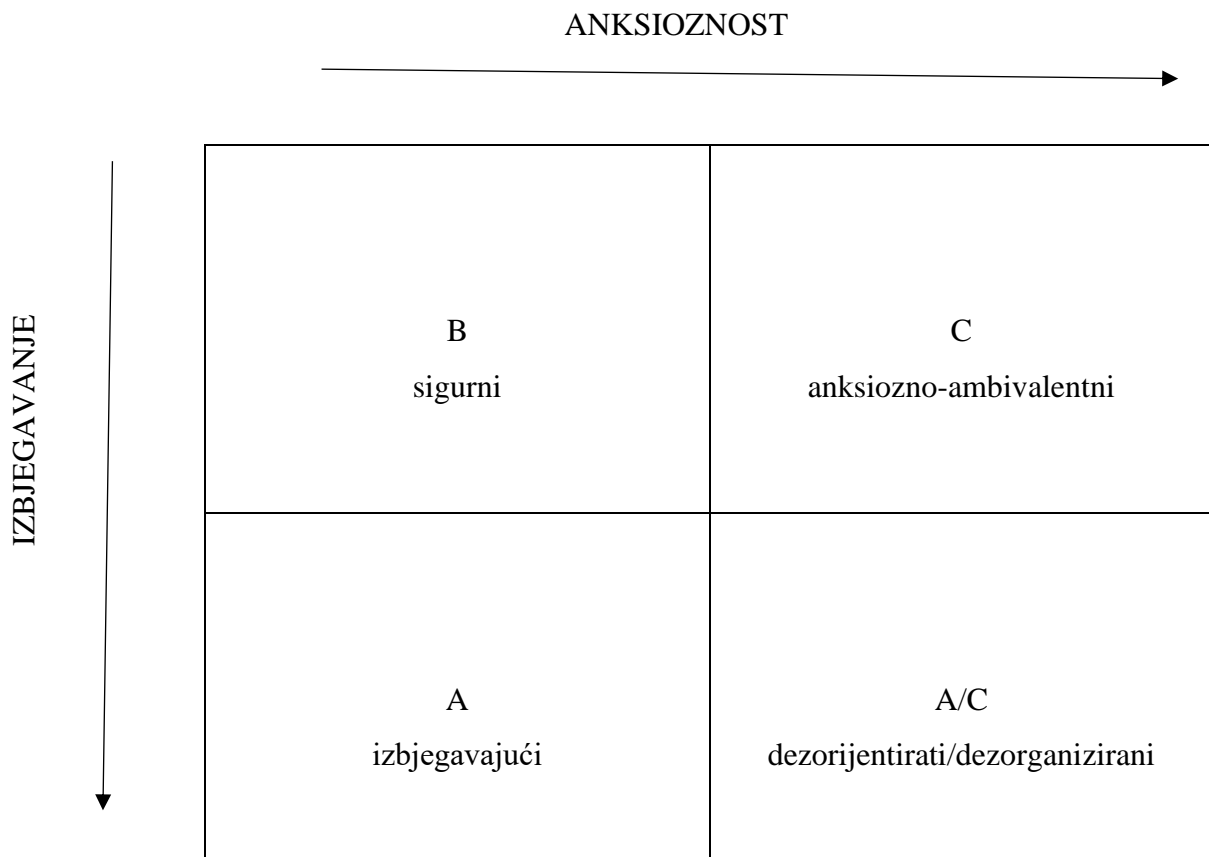 ANKSIOZNOST
IZBJEGAVANJE
B
sigurni
C
anksiozno-ambivalentni
A
izbjegavajući
A/C
dezorijentirati/dezorganizirani